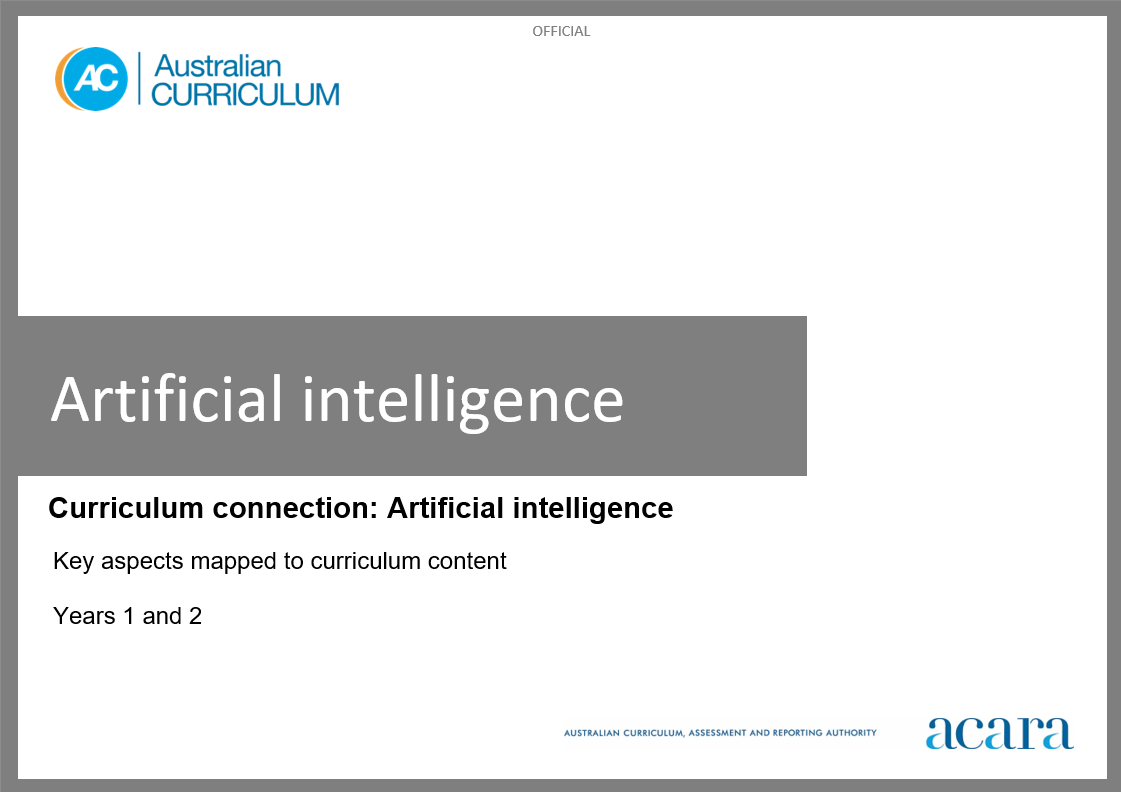 OFFICIAL
AC
Australian
CURRICULUM
Artificial intelligence
Curriculum connection: Artificial intelligence
Key aspects mapped to curriculum content
Years 1 and 2
AUSTRALIAN CURRICULUM, ASSESSMENT AND REPORTING AUTHORITY
acara